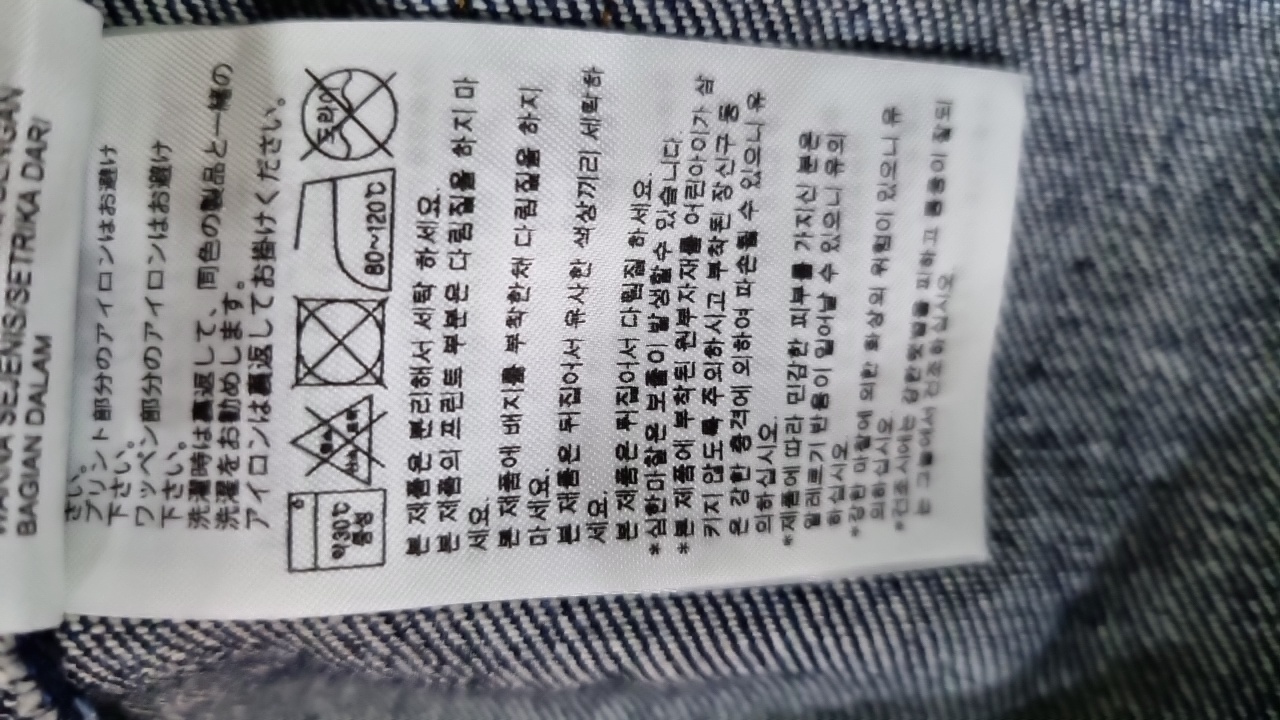 WARNA SEJENIS/SETRIKA DARI
BAGIAN DALAM
さい。
プリント部分のアイロンはお避け
下さい。
ワッペン部分のアイロンはお避け
下さい。
洗濯時は裏返して、同色の製品と一緒の
洗濯をお勧めします。
アイロンは裏返してお掛けください。
약30℃
중성
80~120℃
드라이
본 제품은 분리해서 세탁 하세요.
본 제품의 프린트 부분은 다림질을 하지 마
세요.
본 제품에 배지를 부착한채 다림질을 하지
마세요.
본 제품은 뒤집어서 유사한 색상끼리 세탁하
세요.
본 제품은 뒤집어서 다림질 하세요.
*심한마찰은 보풀이 발생할수 있습니다.
*본 제품에 부착된 원부자재를 어린아이가 삼
키지 않도록 주의하시고 부착된 장신구 등
은 강한 충격에 의하여 파손될 수 있으니 유
의하십시오.
*제품에 따라 민감한 피부를 가지신 분은
알레르기 반응이 일어날 수 있으니 유의
하십시오.
*강한 마찰에 의한 화상의 위험이 있으니 유
의하십시오.
*건조시에는 강한햇빛을 피하고 통풍이 잘되
는 그늘에서 건조하십시오